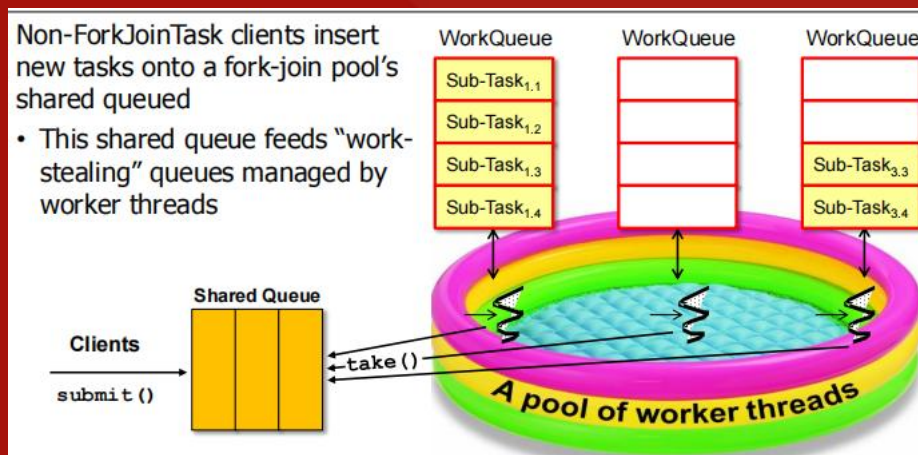 Non-ForkJoinTask clients insert
new tasks onto a fork-join pool's
shared queued
• This shared queue feeds "work-
stealing" queues managed by
worker threads
WorkQueue
WorkQueue
WorkQueue
Sub-Task1.1
Sub-Task1.2
Sub-Task1.3
Sub-Task1.4
Sub-Task3.3
Sub-Task3.4
Shared Queue
Clients
submit()
take()
A pool of worker threads